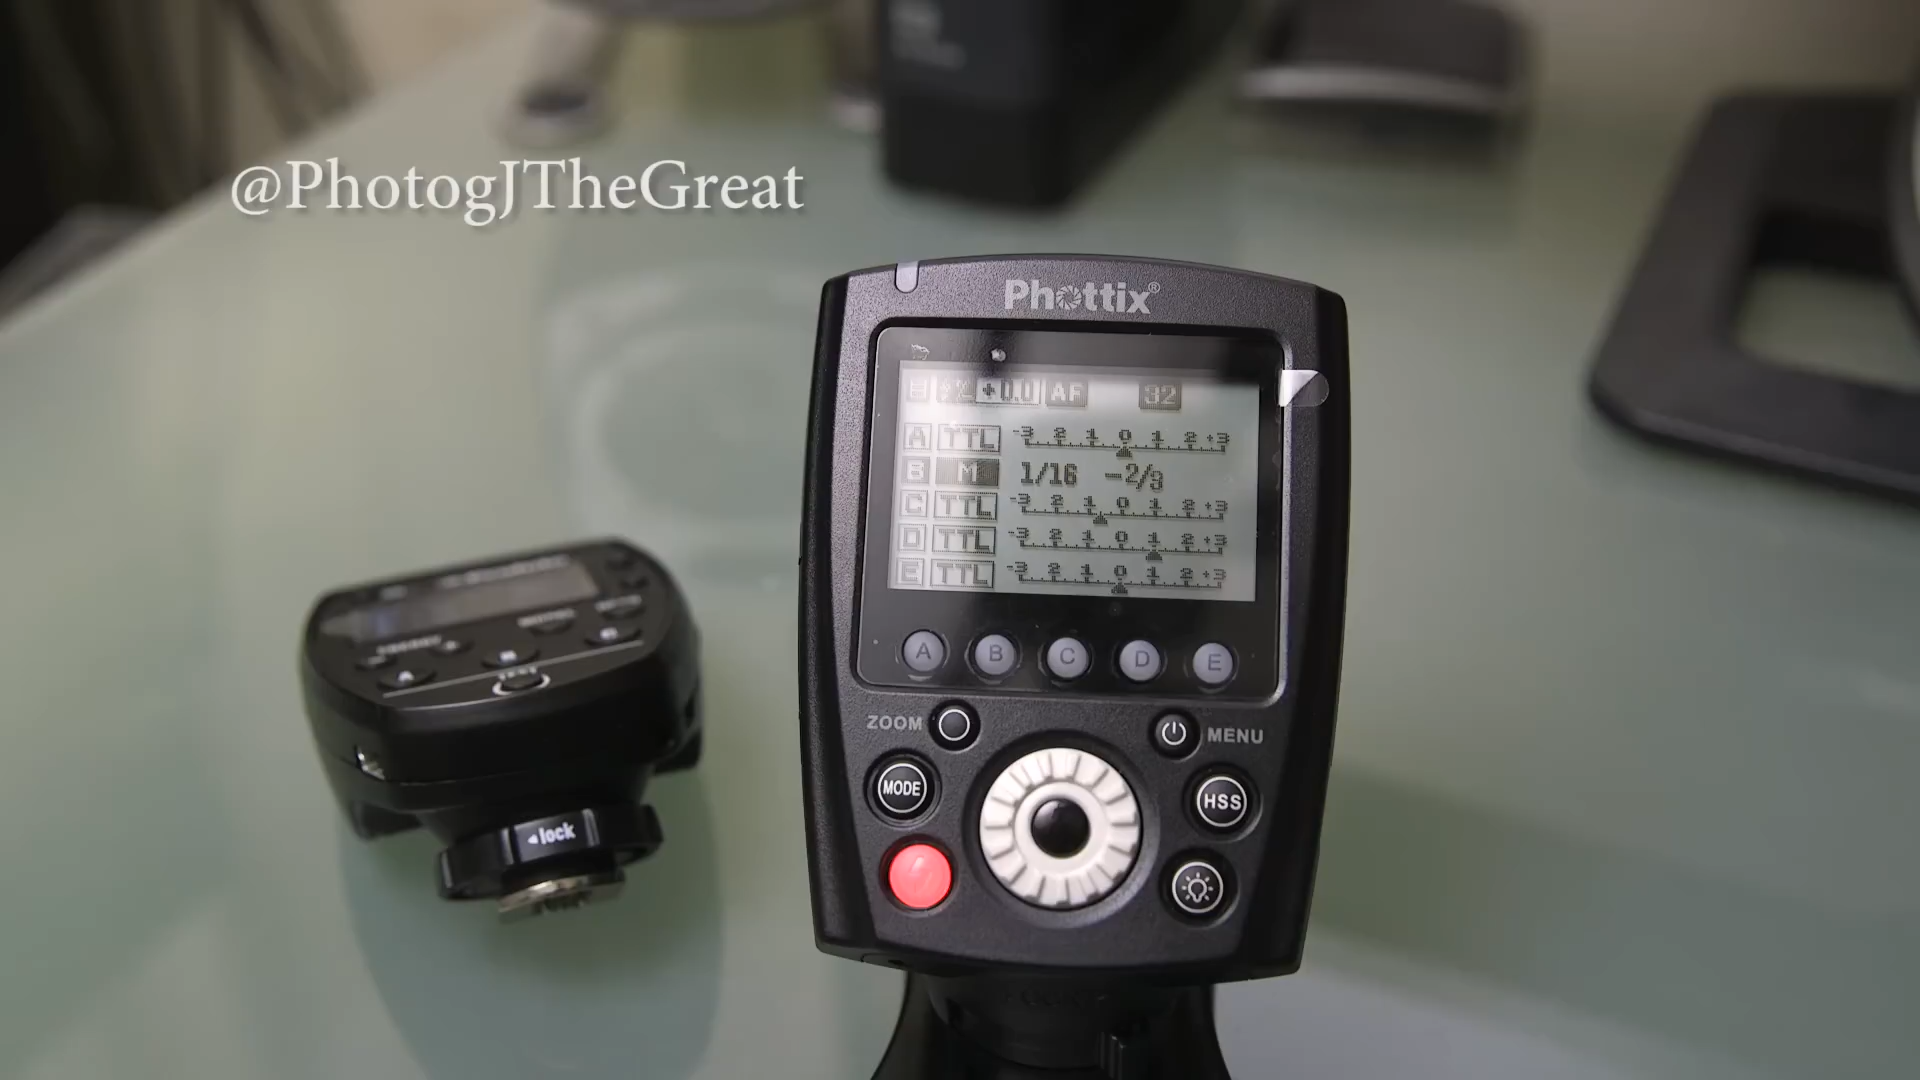 @PhotogJTheGreat
Phottix®
+0.0 AF 32
A TTL -3 2 1 0 1 2 +3
B M 1/16 -2/3
C TTL -3 2 1 0 1 2 +3
D TTL -3 2 1 0 1 2 +3
E TTL -3 2 1 0 1 2 +3
A B C D E
ZOOM MENU
MODE HSS
◂lock